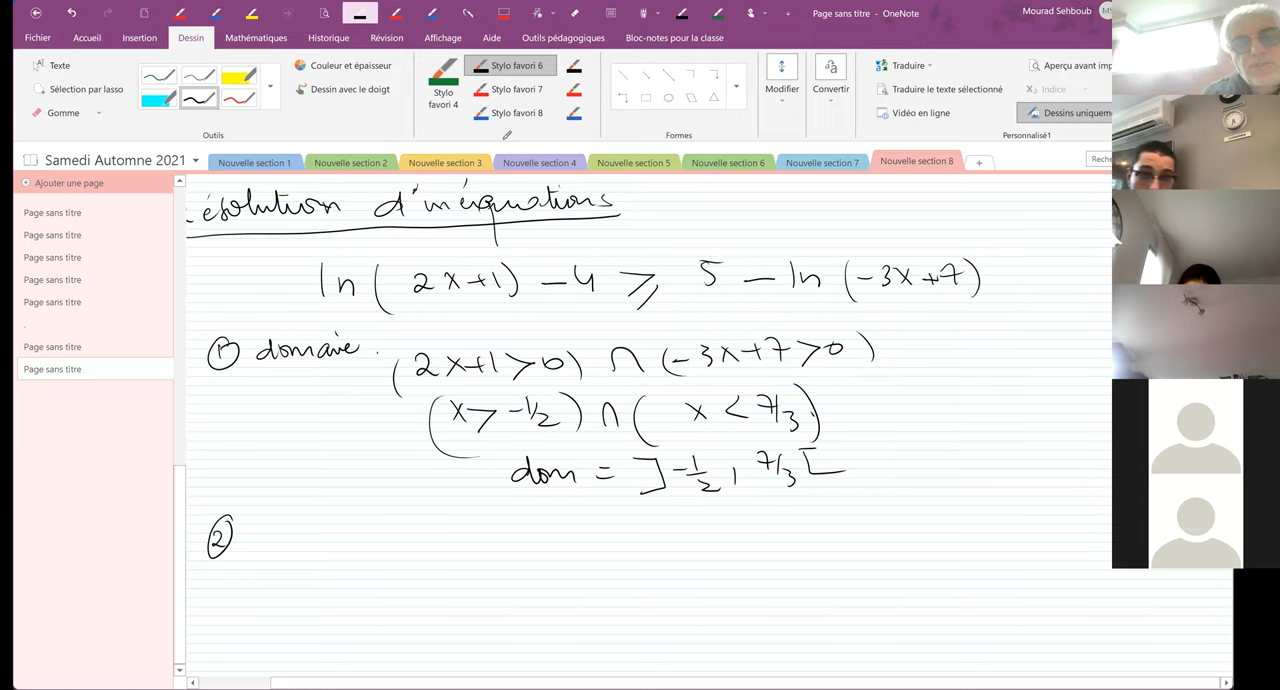 Page sans titre - OneNote
Mourad Sehboub
Fichier Accueil Insertion Dessin Mathématiques Historique Révision Affichage Aide Outils pédagogiques Bloc-notes pour la classe
Texte
Sélection par lasso
Gomme
Outils
Couleur et épaisseur
Dessin avec le doigt
Stylo favori 4
Stylo favori 6
Stylo favori 7
Stylo favori 8
Formes
Modifier
Convertir
Traduire
Traduire le texte sélectionné
Vidéo en ligne
Aperçu avant imp
Indice
Dessins uniqueme
Personnalisé1
Samedi Automne 2021
Nouvelle section 1 Nouvelle section 2 Nouvelle section 3 Nouvelle section 4 Nouvelle section 5 Nouvelle section 6 Nouvelle section 7 Nouvelle section 8
Reche
Ajouter une page
Page sans titre
Page sans titre
Page sans titre
Page sans titre
Page sans titre
Page sans titre
Page sans titre
ésolution d'inéquations
ln(2x+1) - 4 ⩾ 5 - ln(-3x+7)
① domaine.
(2x+1>0) ∩ (-3x+7>0)
(x > -1/2) ∩ (x < 7/3)
dom = ]-1/2, 7/3[
②